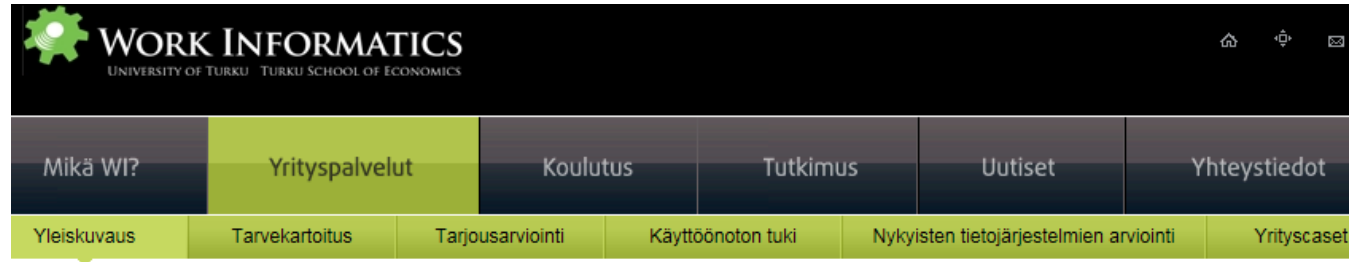 WORK INFORMATICS
UNIVERSITY OF TURKU TURKU SCHOOL OF ECONOMICS
Mikä WI? Yrityspalvelut Koulutus Tutkimus Uutiset Yhteystiedot
Yleiskuvaus Tarvekartoitus Tarjousarviointi Käyttöönoton tuki Nykyisten tietojärjestelmien arviointi Yrityscaset